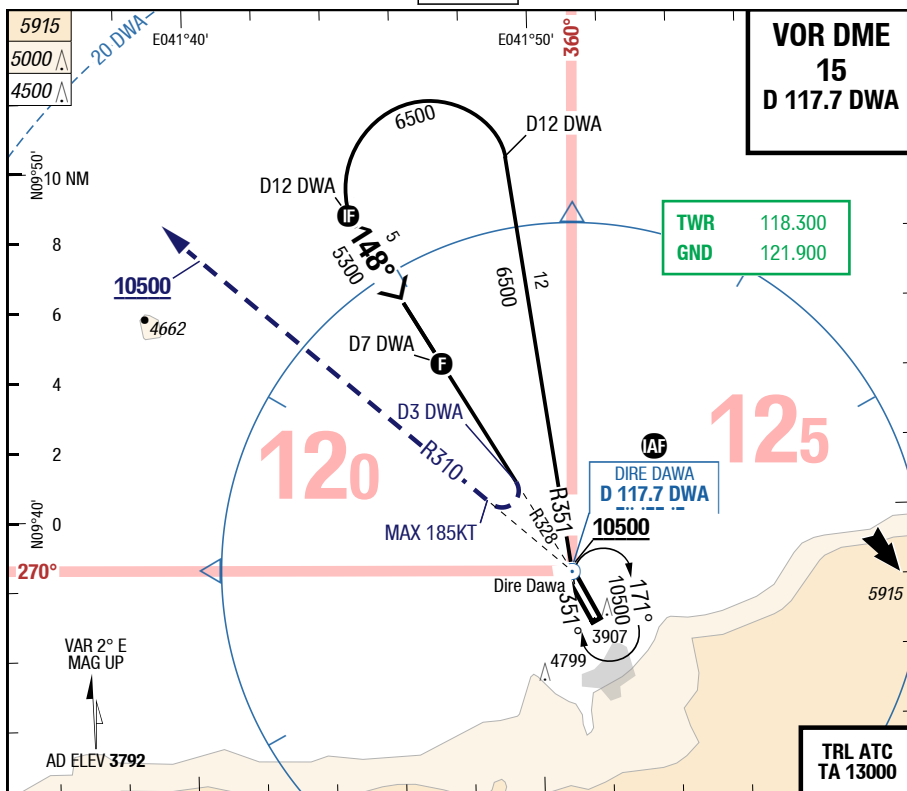 5915
5000
4500
20 DWA
E041°40'
E041°50'
360°
VOR DME
15
D 117.7 DWA
6500
D12 DWA
N09°50'
10 NM
D12 DWA
IF
8
148°
5
5300
TWR 118.300
GND 121.900
10500
6500
12
6
4662
D7 DWA
F
4
D3 DWA
120
125
IAF
2
R310
DIRE DAWA
D 117.7 DWA
R351
R328
MAX 185KT
10500
N09°40'
0
270°
Dire Dawa
351°
10500
171°
5915
3907
4799
VAR 2° E
MAG UP
AD ELEV 3792
TRL ATC
TA 13000